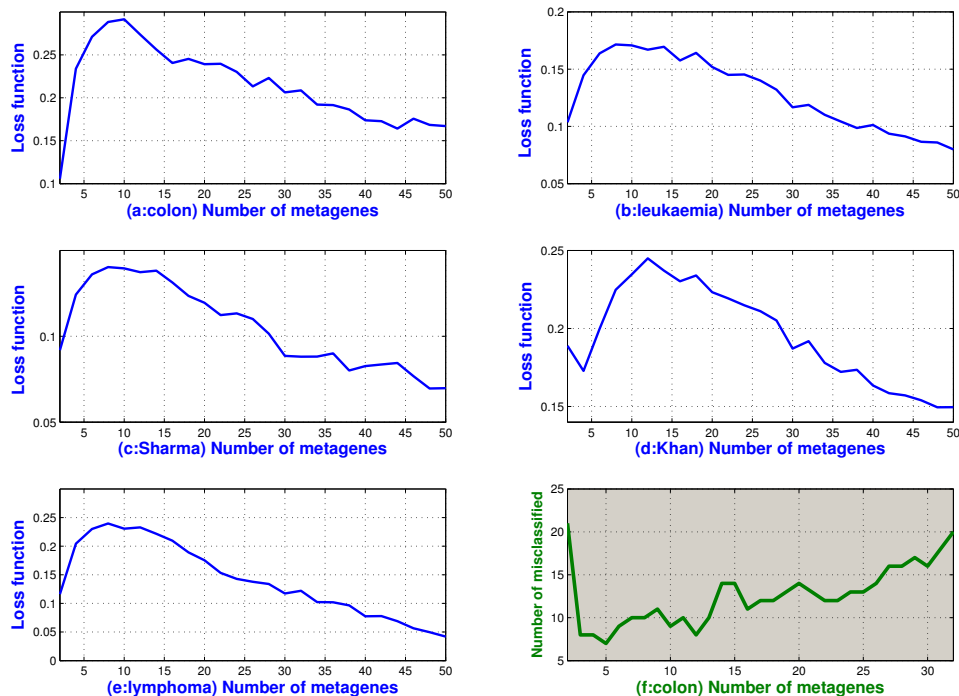 Loss function
0.25
0.2
0.15
0.1
5 10 15 20 25 30 35 40 45 50
(a:colon) Number of metagenes
Loss function
0.2
0.15
0.1
0.05
5 10 15 20 25 30 35 40 45 50
(b:leukaemia) Number of metagenes
Loss function
0.1
0.05
5 10 15 20 25 30 35 40 45 50
(c:Sharma) Number of metagenes
Loss function
0.25
0.2
0.15
5 10 15 20 25 30 35 40 45 50
(d:Khan) Number of metagenes
Loss function
0.25
0.2
0.15
0.1
0.05
0
5 10 15 20 25 30 35 40 45 50
(e:lymphoma) Number of metagenes
Number of misclassified
25
20
15
10
5
5 10 15 20 25 30
(f:colon) Number of metagenes